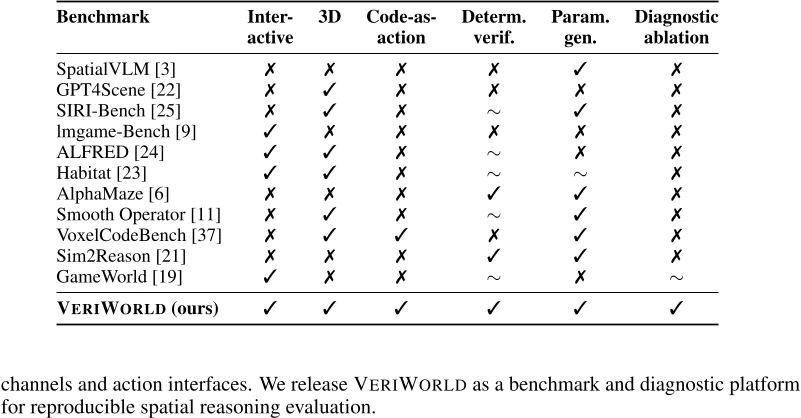 Benchmark Inter- 3D Code-as- Determ. Param. Diagnostic
active action verif. gen. ablation
SpatialVLM [3] ✗ ✗ ✗ ✗ ✓ ✗
GPT4Scene [22] ✗ ✓ ✗ ✗ ✗ ✗
SIRI-Bench [25] ✗ ✓ ✗ ∼ ✓ ✗
lmgame-Bench [9] ✓ ✗ ✗ ✗ ✗ ✗
ALFRED [24] ✓ ✓ ✗ ∼ ✗ ✗
Habitat [23] ✓ ✓ ✗ ∼ ∼ ✗
AlphaMaze [6] ✗ ✗ ✗ ✓ ✓ ✗
Smooth Operator [11] ✗ ✓ ✗ ∼ ✓ ✗
VoxelCodeBench [37] ✗ ✓ ✓ ✗ ✓ ✗
Sim2Reason [21] ✗ ✗ ✗ ✓ ✓ ✗
GameWorld [19] ✓ ✗ ✗ ∼ ✗ ∼
VERIWORLD (ours) ✓ ✓ ✓ ✓ ✓ ✓
channels and action interfaces. We release VERIWORLD as a benchmark and diagnostic platform
for reproducible spatial reasoning evaluation.